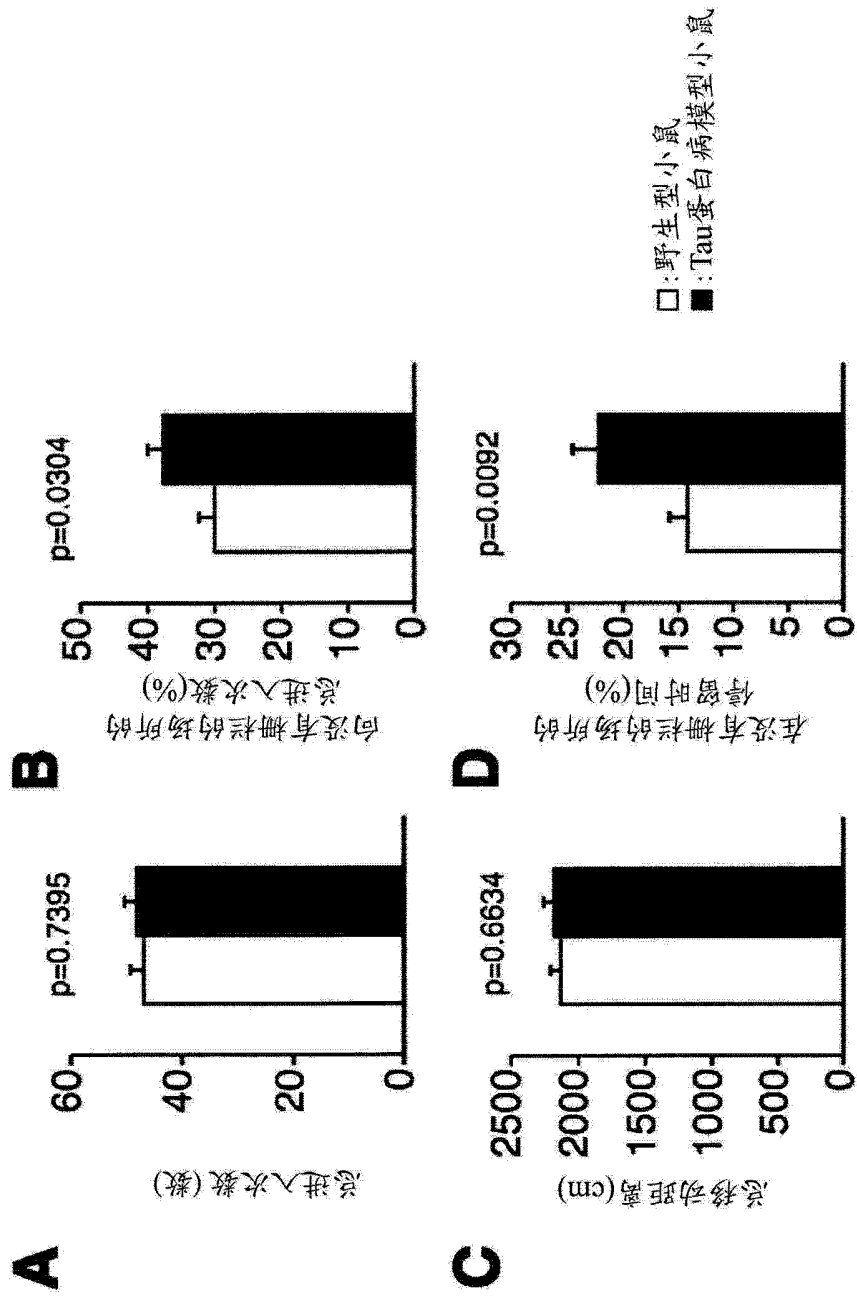 A
总进入次数(数)
60
40
20
0
p=0.7395
B
向没有栅栏的场所的
总进入次数(%)
50
40
30
20
10
0
p=0.0304
C
总移动距离(cm)
2500
2000
1500
1000
500
0
p=0.6634
D
在没有栅栏的场所的
停留时间(%)
30
25
20
15
10
5
0
p=0.0092
□:野生型小鼠
■:Tau蛋白病模型小鼠